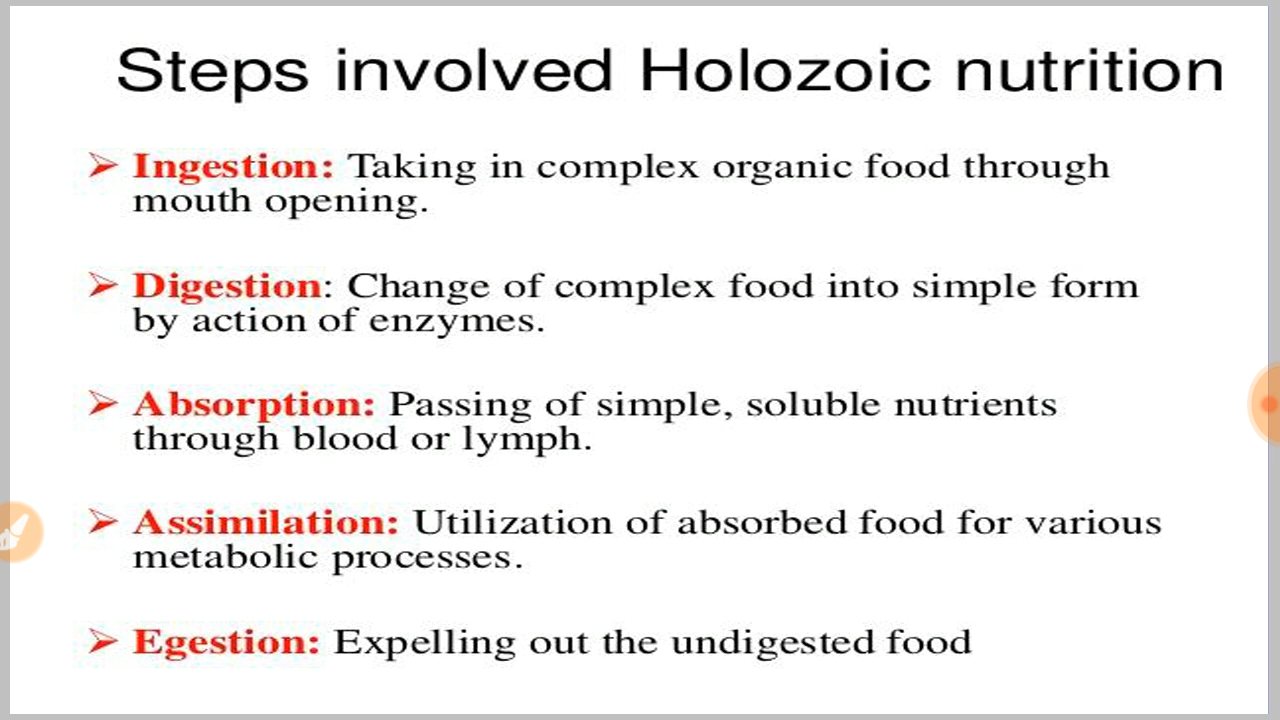 Steps involved Holozoic nutrition
➢ Ingestion: Taking in complex organic food through
mouth opening.
➢ Digestion: Change of complex food into simple form
by action of enzymes.
➢ Absorption: Passing of simple, soluble nutrients
through blood or lymph.
➢ Assimilation: Utilization of absorbed food for various
metabolic processes.
➢ Egestion: Expelling out the undigested food